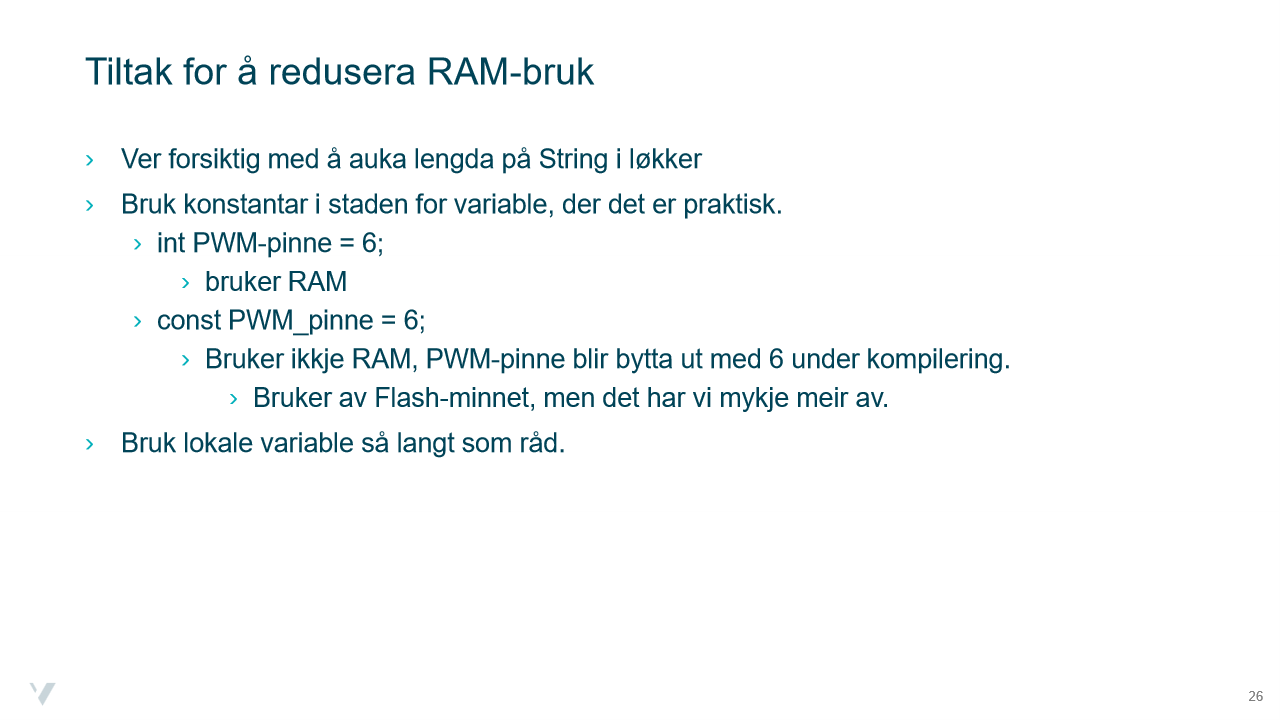 Tiltak for å redusera RAM-bruk
› Ver forsiktig med å auka lengda på String i løkker
› Bruk konstantar i staden for variable, der det er praktisk.
› int PWM-pinne = 6;
› bruker RAM
› const PWM_pinne = 6;
› Bruker ikkje RAM, PWM-pinne blir bytta ut med 6 under kompilering.
› Bruker av Flash-minnet, men det har vi mykje meir av.
› Bruk lokale variable så langt som råd.
26